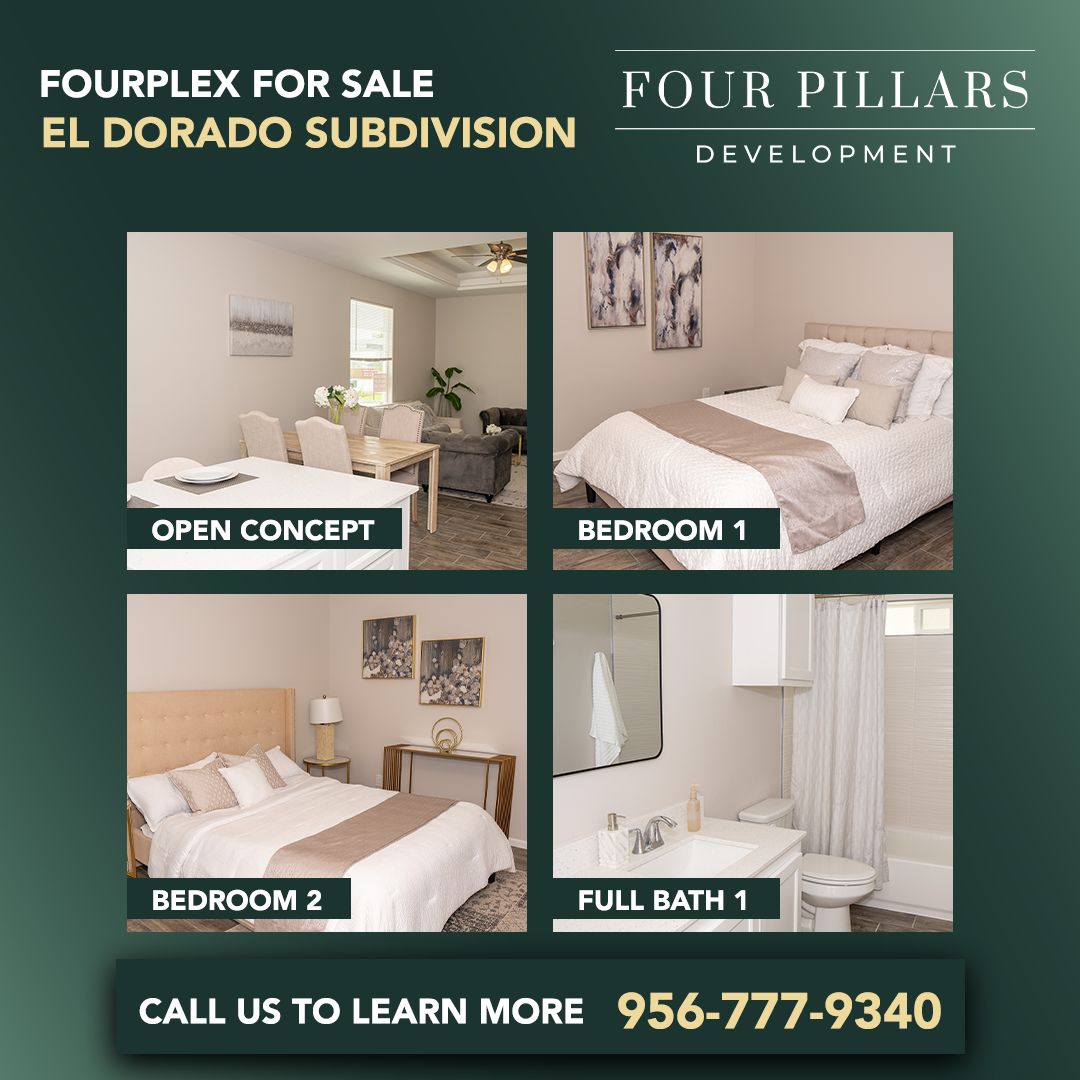 FOURPLEX FOR SALE
EL DORADO SUBDIVISION
FOUR PILLARS
DEVELOPMENT
OPEN CONCEPT
BEDROOM 1
BEDROOM 2
FULL BATH 1
CALL US TO LEARN MORE 956-777-9340